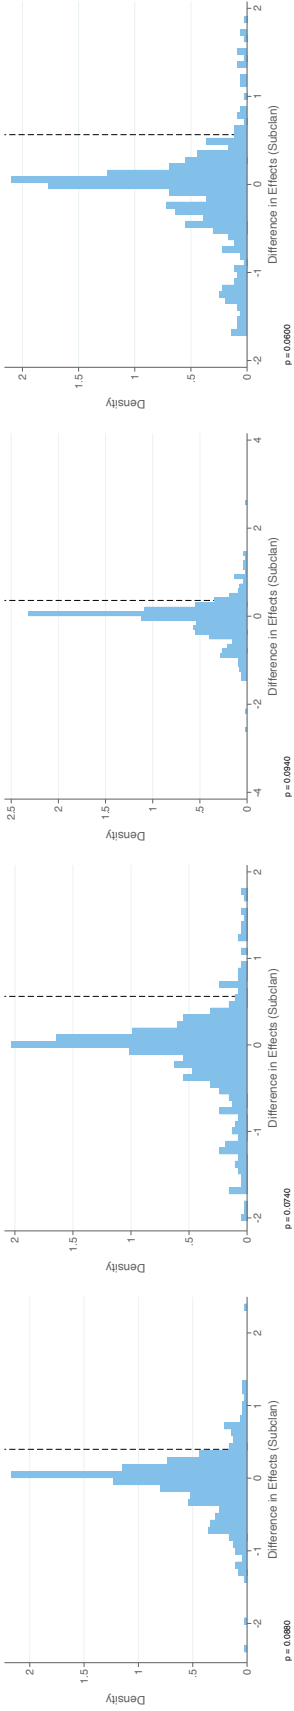 Density
2
1.5
1
.5
0
-2 -1 0 1 2
Difference in Effects (Subclan)
p = 0.0880
Density
2
1.5
1
.5
0
-2 -1 0 1 2
Difference in Effects (Subclan)
p = 0.0740
Density
2.5
2
1.5
1
.5
0
-4 -2 0 2 4
Difference in Effects (Subclan)
p = 0.0940
Density
2
1.5
1
.5
0
-2 -1 0 1 2
Difference in Effects (Subclan)
p = 0.0600